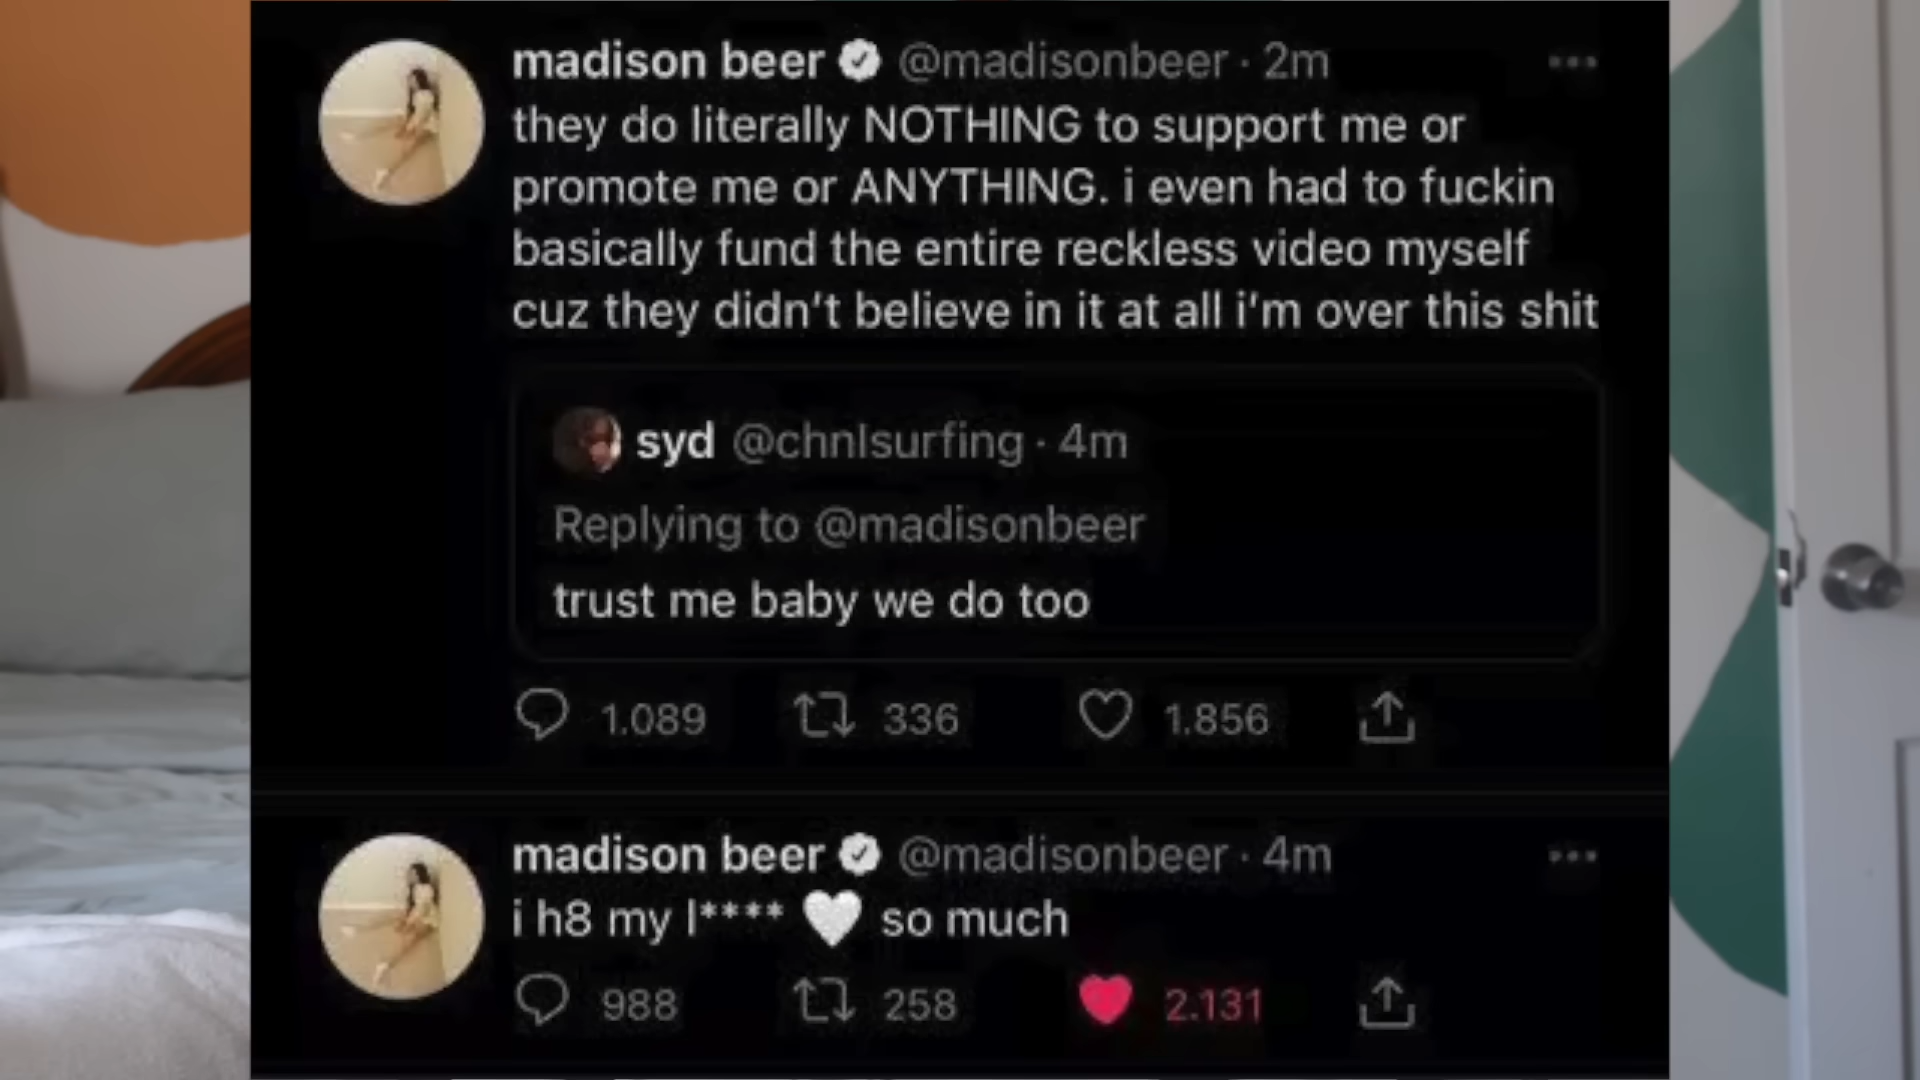 madison beer @madisonbeer · 2m
they do literally NOTHING to support me or
promote me or ANYTHING. i even had to fuckin
basically fund the entire reckless video myself
cuz they didn't believe in it at all i'm over this shit
syd @chnlsurfing · 4m
Replying to @madisonbeer
trust me baby we do too
1.089 336 1.856
madison beer @madisonbeer · 4m
i h8 my l**** 🤍 so much
988 258 2.131